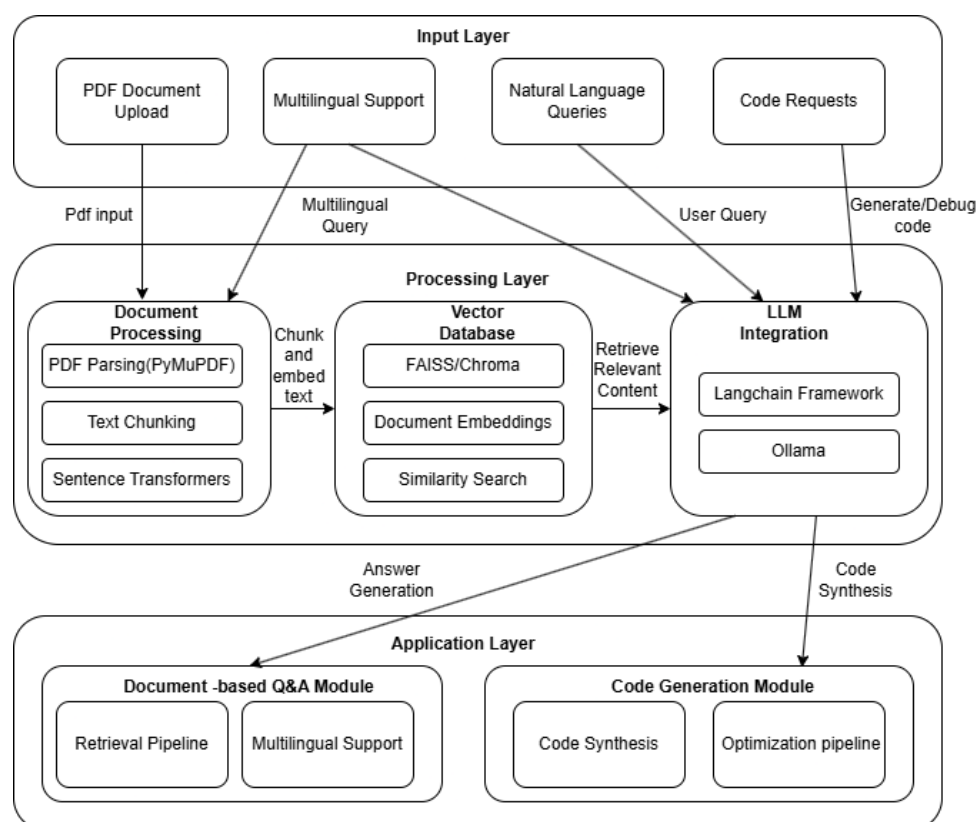 Input Layer
PDF Document
Upload
Multilingual Support
Natural Language
Queries
Code Requests
Pdf input
Multilingual
Query
User Query
Generate/Debug
code
Processing Layer
Document
Processing
PDF Parsing(PyMuPDF)
Text Chunking
Sentence Transformers
Chunk
and
embed
text
Vector
Database
FAISS/Chroma
Document Embeddings
Similarity Search
Retrieve
Relevant
Content
LLM
Integration
Langchain Framework
Ollama
Answer
Generation
Code
Synthesis
Application Layer
Document -based Q&A Module
Retrieval Pipeline
Multilingual Support
Code Generation Module
Code Synthesis
Optimization pipeline